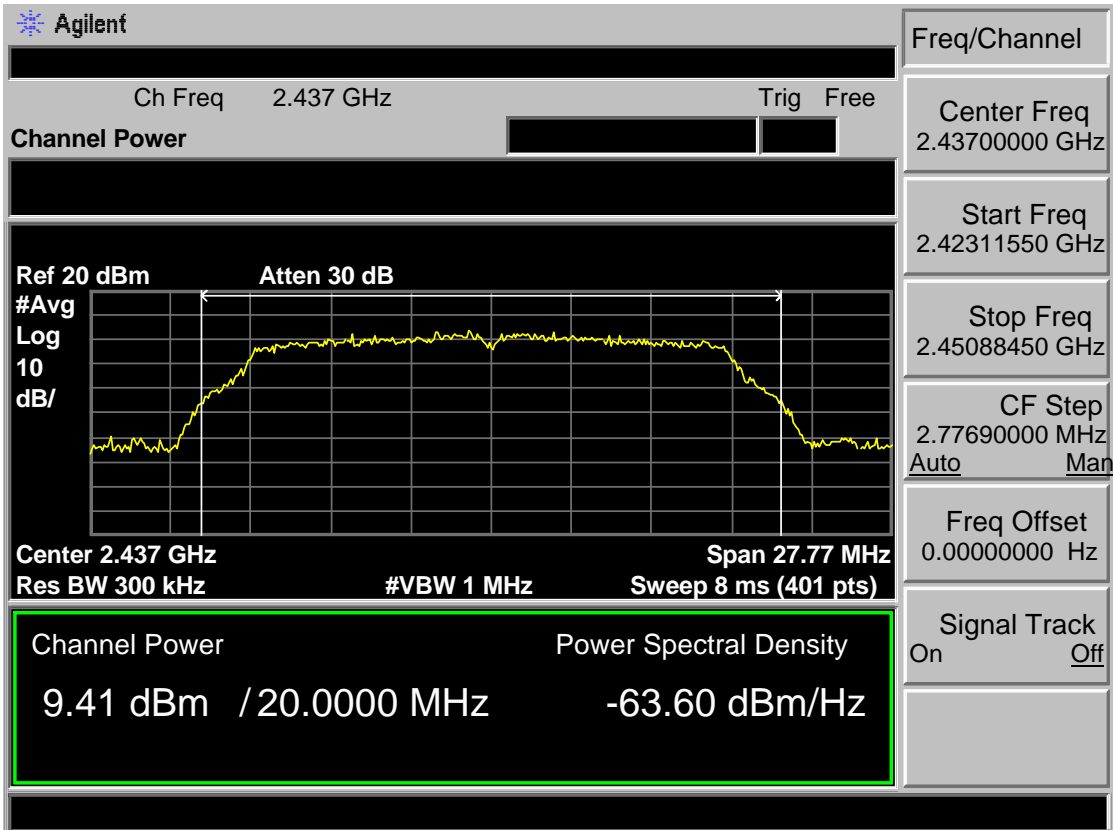 Agilent
Freq/Channel
Ch Freq 2.437 GHz Trig Free
Channel Power
Center Freq
2.43700000 GHz
Start Freq
2.42311550 GHz
Stop Freq
2.45088450 GHz
CF Step
2.77690000 MHz
Auto Man
Freq Offset
0.00000000 Hz
Signal Track
On Off
Ref 20 dBm Atten 30 dB
#Avg
Log
10
dB/
Center 2.437 GHz Span 27.77 MHz
Res BW 300 kHz #VBW 1 MHz Sweep 8 ms (401 pts)
Channel Power Power Spectral Density
9.41 dBm / 20.0000 MHz -63.60 dBm/Hz